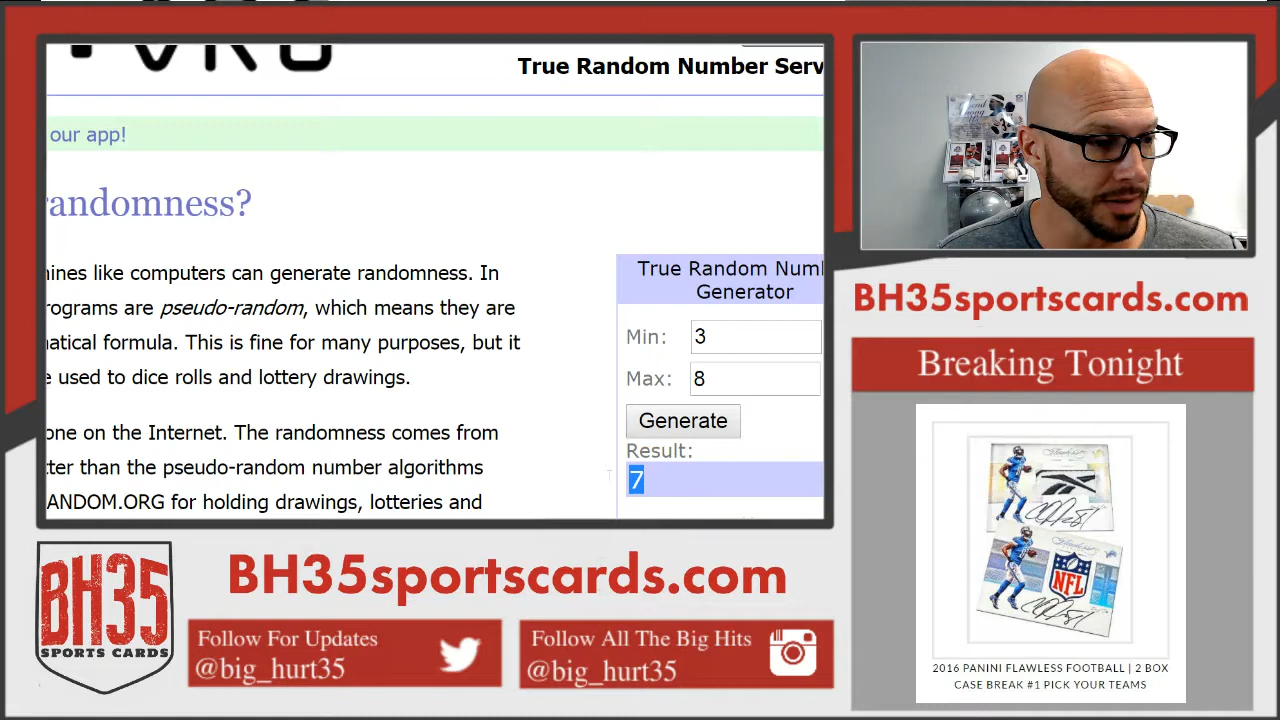 True Random Number Serv
our app!
andomness?
ines like computers can generate randomness. In
rograms are pseudo-random, which means they are
atical formula. This is fine for many purposes, but it
e used to dice rolls and lottery drawings.
one on the Internet. The randomness comes from
ter than the pseudo-random number algorithms
ANDOM.ORG for holding drawings, lotteries and
True Random Numb
Generator
Min: 3
Max: 8
Generate
Result:
7
BH35sportscards.com
Breaking Tonight
2016 PANINI FLAWLESS FOOTBALL | 2 BOX
CASE BREAK #1 PICK YOUR TEAMS
NFL
BH35
SPORTS CARDS
BH35sportscards.com
Follow For Updates
@big_hurt35
Follow All The Big Hits
@big_hurt35